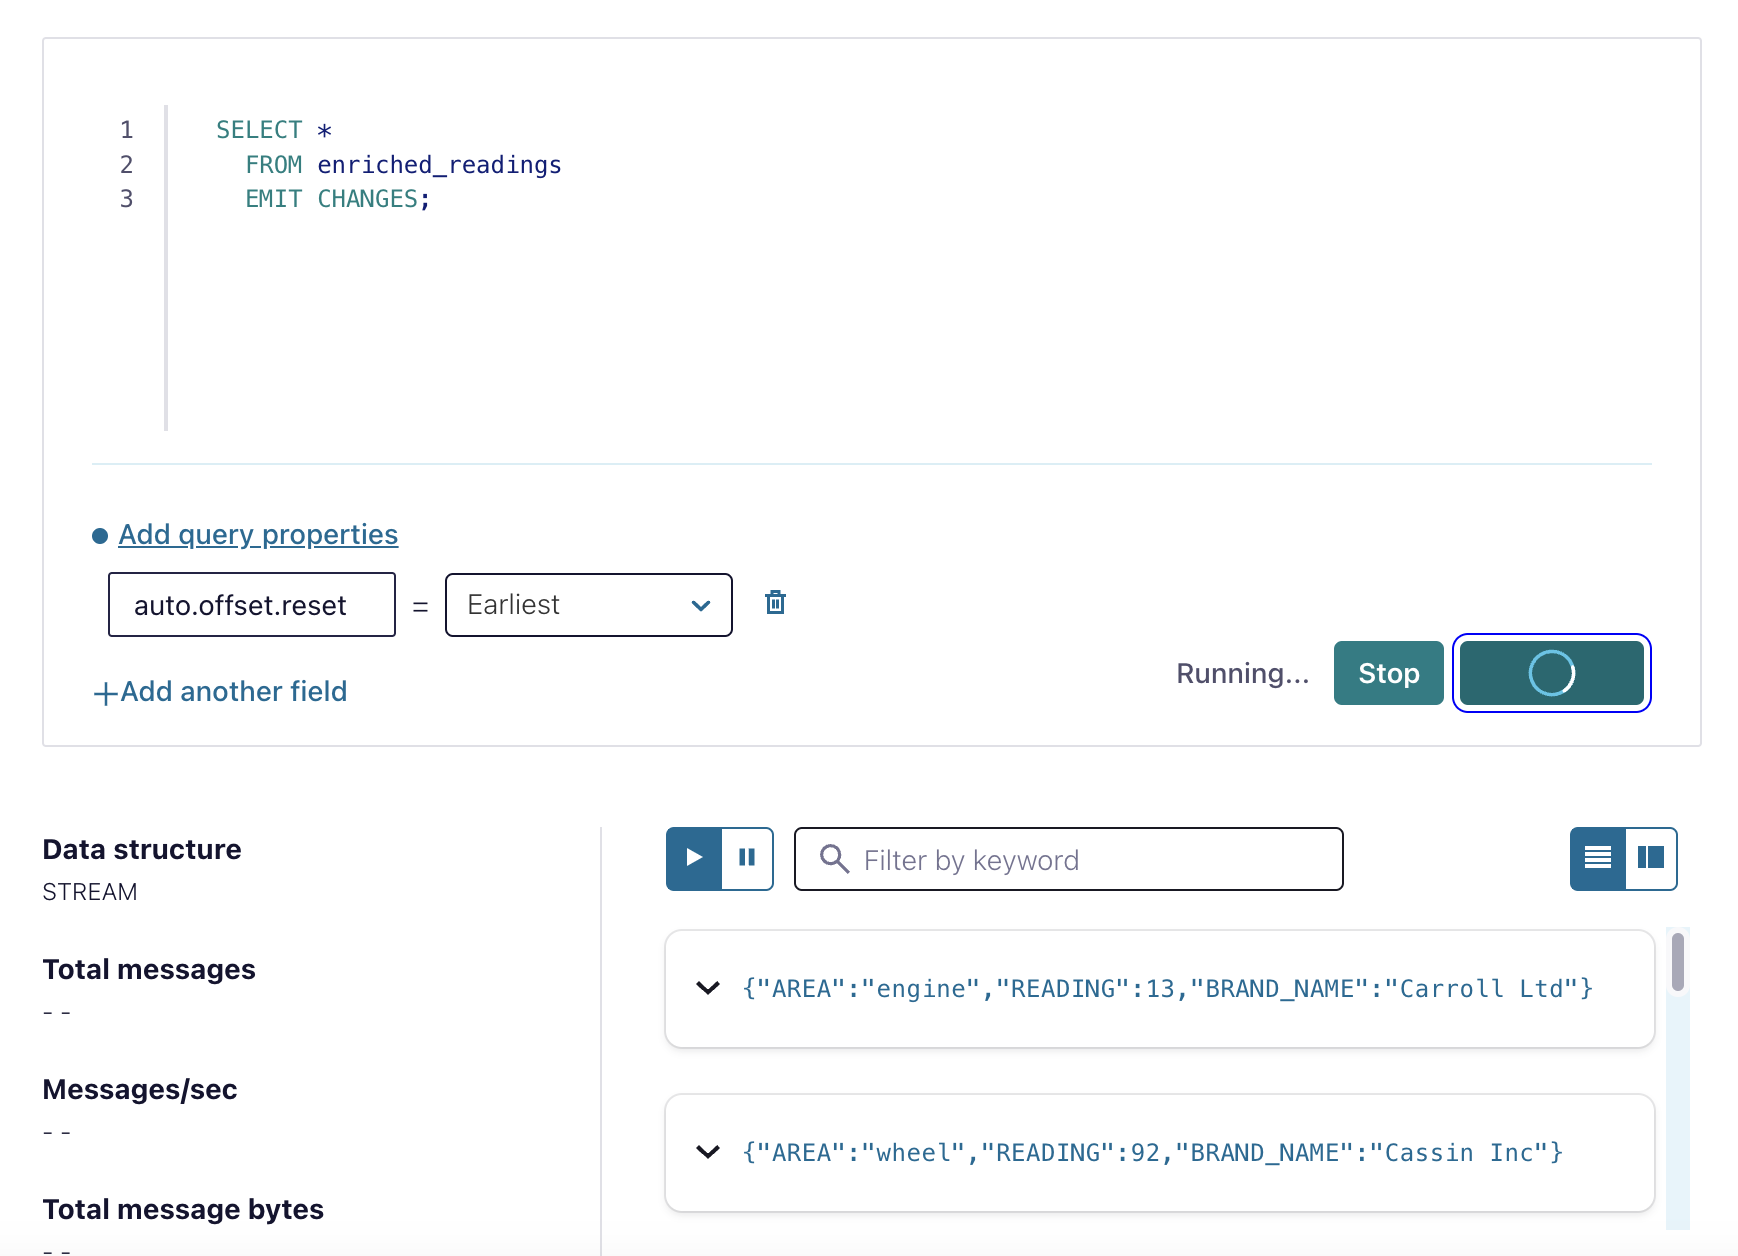 1 SELECT *
2 FROM enriched_readings
3 EMIT CHANGES;
Add query properties
auto.offset.reset = Earliest
+Add another field
Running... Stop
Data structure
STREAM
Total messages
--
Messages/sec
--
Total message bytes
--
Filter by keyword
{"AREA":"engine","READING":13,"BRAND_NAME":"Carroll Ltd"}
{"AREA":"wheel","READING":92,"BRAND_NAME":"Cassin Inc"}